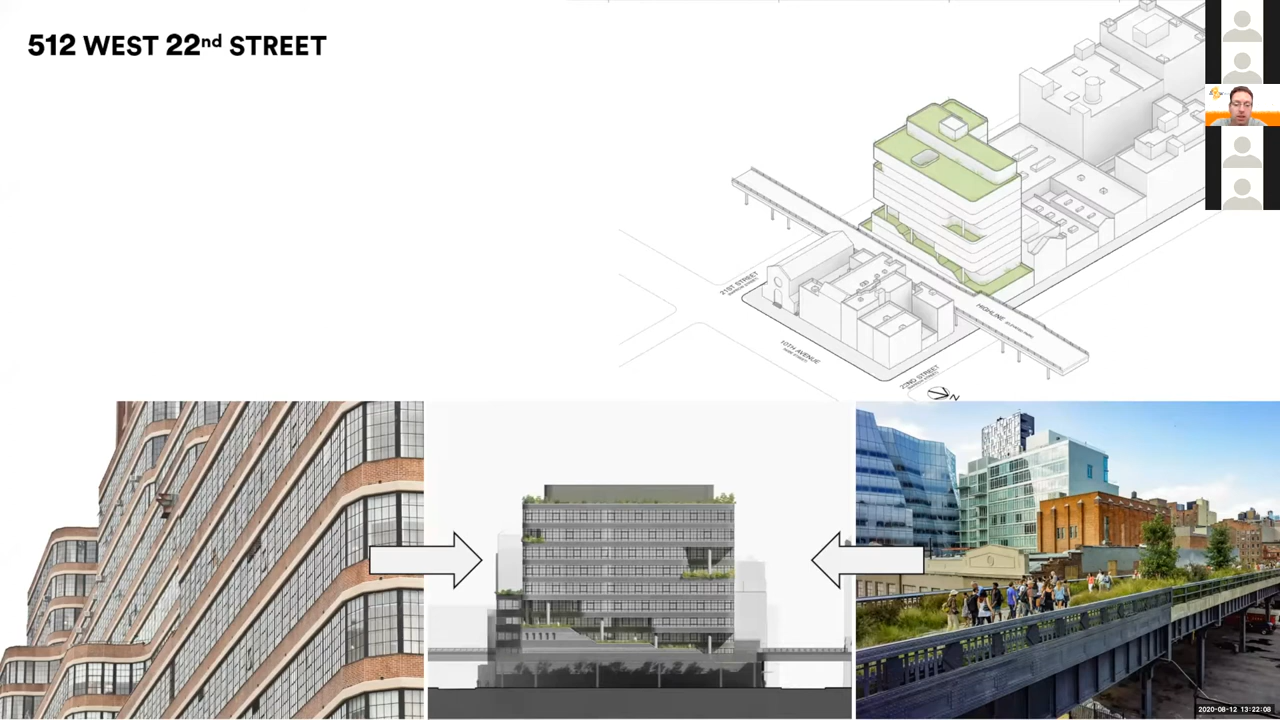 512 WEST 22nd STREET
21ST STREET
10TH AVENUE
22ND STREET
HIGHLINE
N
2020-08-12 13:22:08